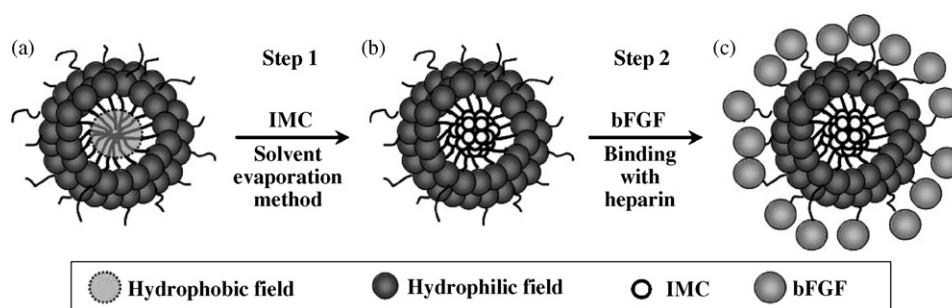 (a)
Step 1
IMC
Solvent
evaporation
method
(b)
Step 2
bFGF
Binding
with
heparin
(c)
Hydrophobic field
Hydrophilic field
IMC
bFGF